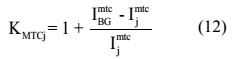 K_MTCj = 1 + (I_BG^mtc - I_j^mtc) / I_j^mtc (12)